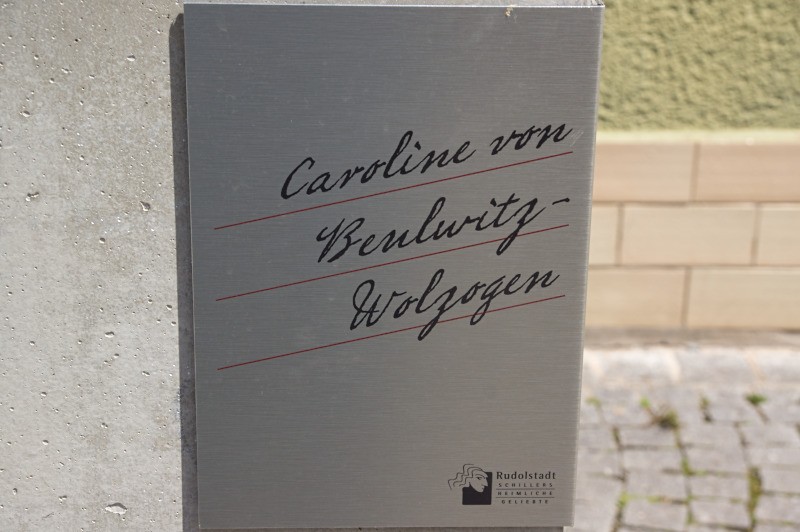 Caroline von
Beulwitz-
Wolzogen
Rudolstadt
SCHILLERS
HEIMLICHE
GELIEBTE